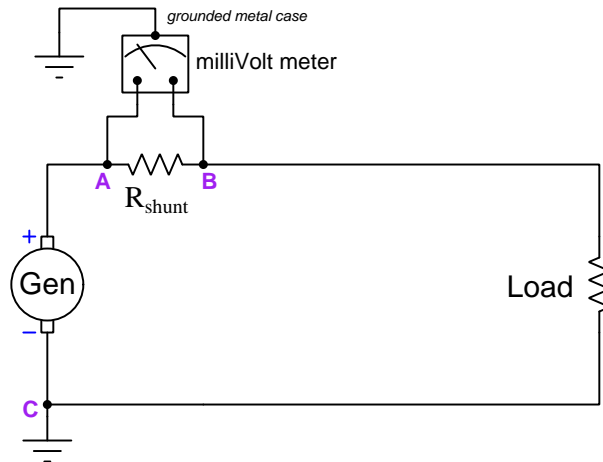 grounded metal case
milliVolt meter
A
B
R shunt
+
Gen
Load
−
C